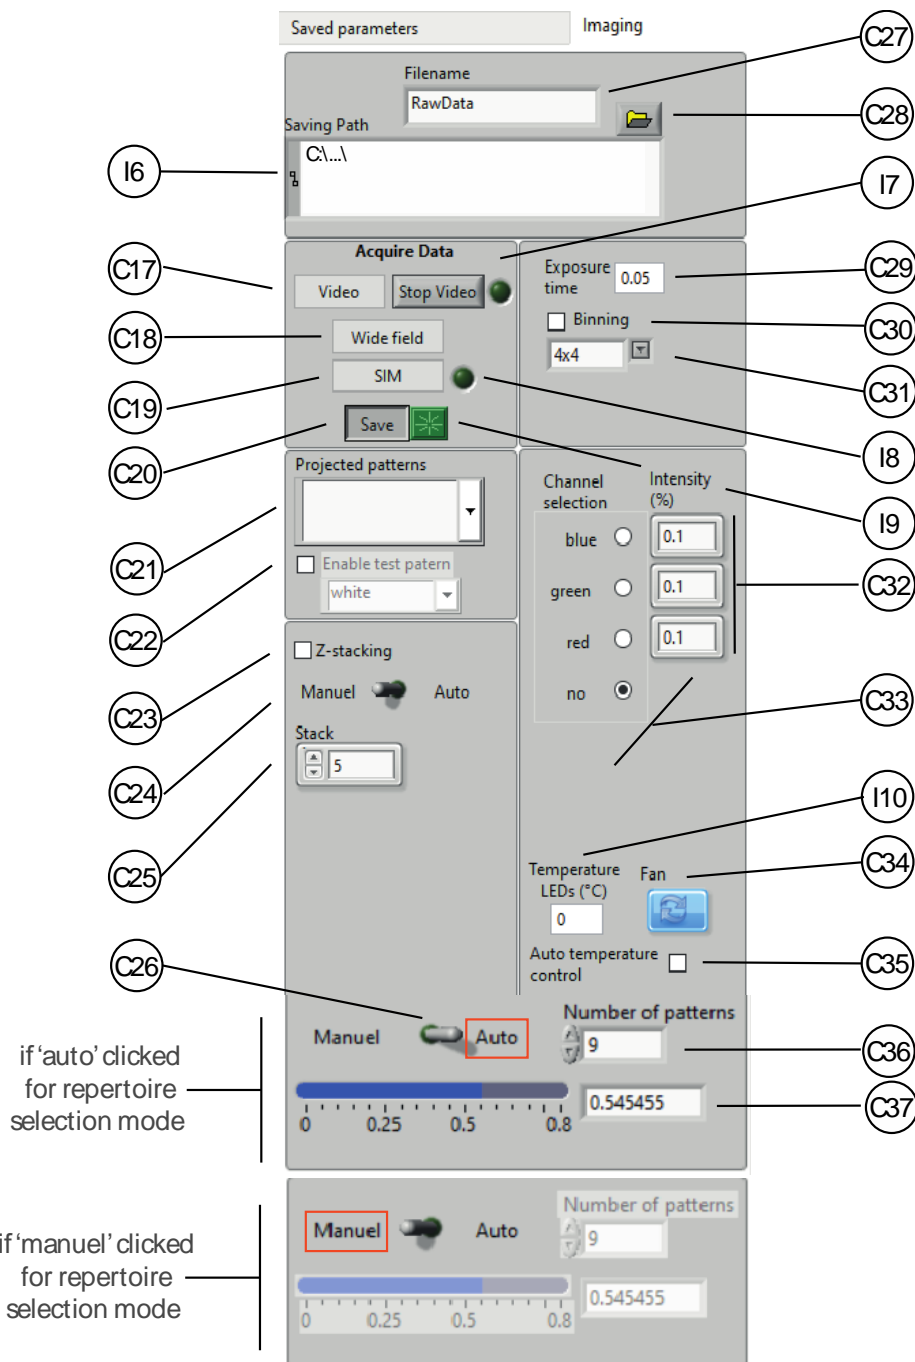 Saved parameters
Imaging
C27
Filename
RawData
C28
Saving Path
C:\...\
I6
I7
Acquire Data
C17
Video
Stop Video
Exposure
time
0.05
C29
C18
Wide field
Binning
C30
4x4
C19
SIM
C31
C20
Save
I8
Projected patterns
Channel
selection
Intensity
(%)
I9
blue
0.1
C21
Enable test patern
C32
white
green
0.1
C22
red
0.1
Z-stacking
C23
Manuel
Auto
no
C33
Stack
5
C24
I10
C25
Temperature
LEDs (°C)
Fan
C34
0
C26
Auto temperature
control
C35
Number of patterns
Manuel
Auto
9
C36
if 'auto' clicked
for repertoire
selection mode
0.545455
C37
0
0.25
0.5
0.8
Number of patterns
Manuel
Auto
9
if 'manuel' clicked
for repertoire
selection mode
0.545455
0
0.25
0.5
0.8